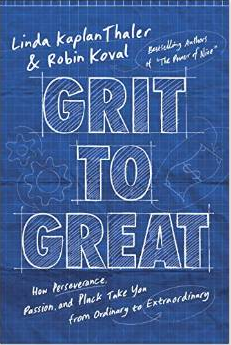 Linda Kaplan Thaler
& Robin Koval
Bestselling Authors
of "The Power of Nice"
GRIT
TO
GREAT
How Perseverance,
Passion, and Pluck Take You
from Ordinary to Extraordinary